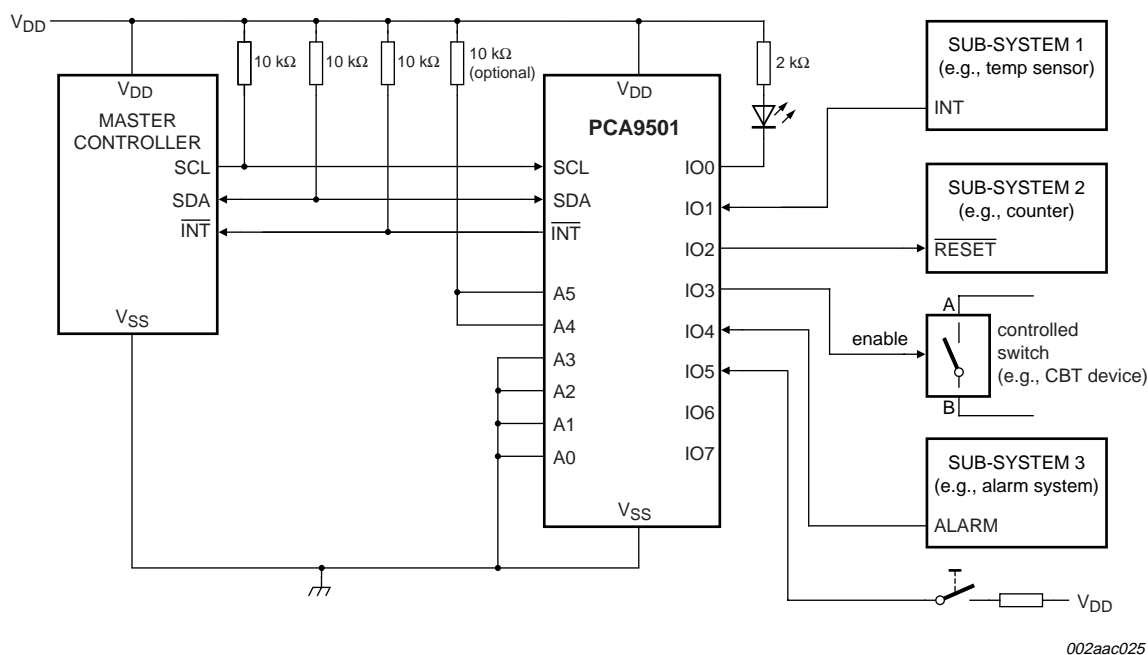 VDD
10 kΩ
10 kΩ
10 kΩ
10 kΩ
(optional)
2 kΩ
VDD
MASTER
CONTROLLER
SCL
SDA
INT
VSS
VDD
PCA9501
SCL
SDA
INT
A5
A4
A3
A2
A1
A0
VSS
IO0
IO1
IO2
IO3
IO4
IO5
IO6
IO7
SUB-SYSTEM 1
(e.g., temp sensor)
INT
SUB-SYSTEM 2
(e.g., counter)
RESET
enable
A
B
controlled
switch
(e.g., CBT device)
SUB-SYSTEM 3
(e.g., alarm system)
ALARM
VDD
002aac025